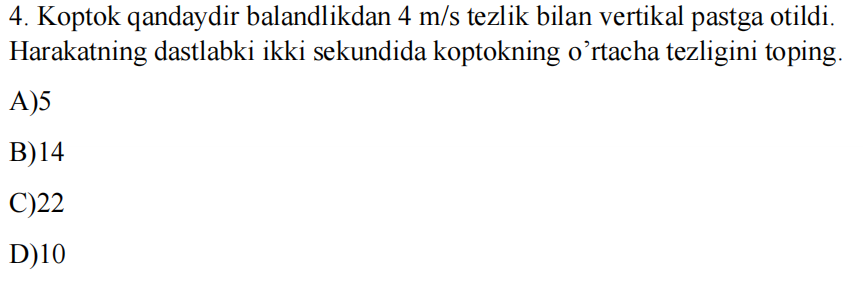 4. Koptok qandaydir balandlikdan 4 m/s tezlik bilan vertikal pastga otildi.
Harakatning dastlabki ikki sekundida koptokning o’rtacha tezligini toping.
A)5
B)14
C)22
D)10